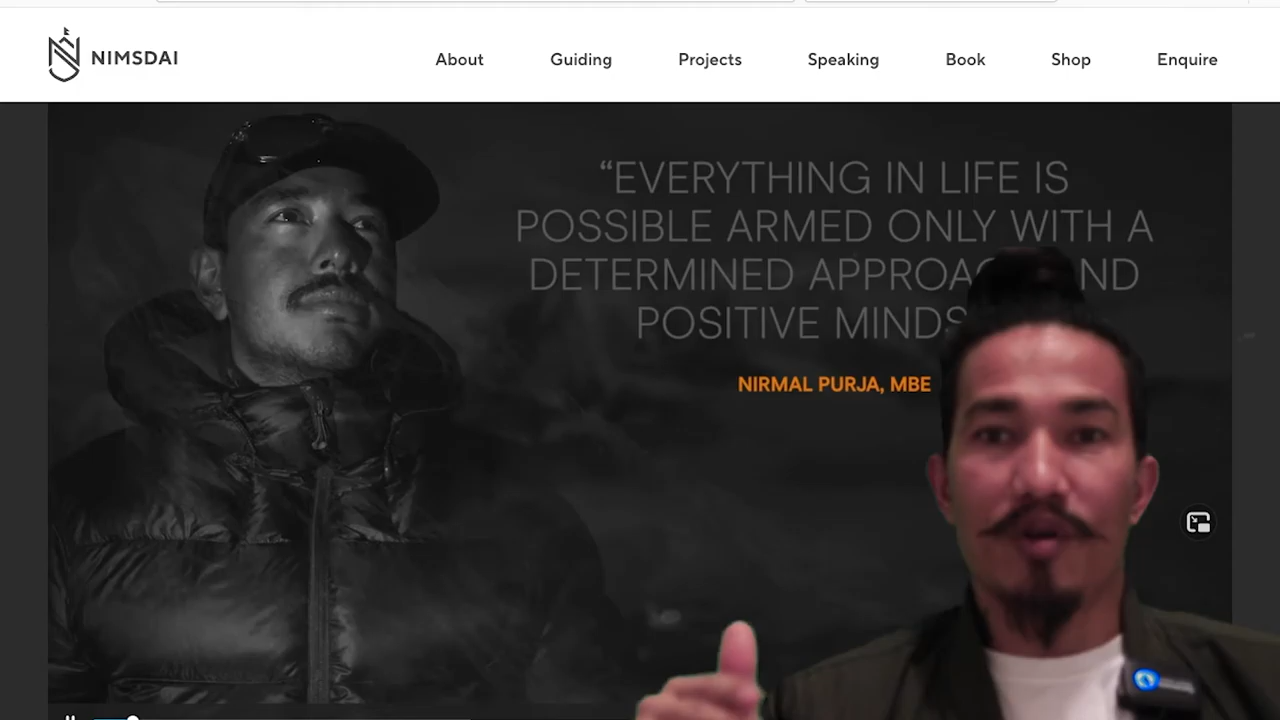 NIMSDAI
About Guiding Projects Speaking Book Shop Enquire
“EVERYTHING IN LIFE IS
POSSIBLE ARMED ONLY WITH A
DETERMINED ND
POSITIVE
NIRMAL PURJA, MBE